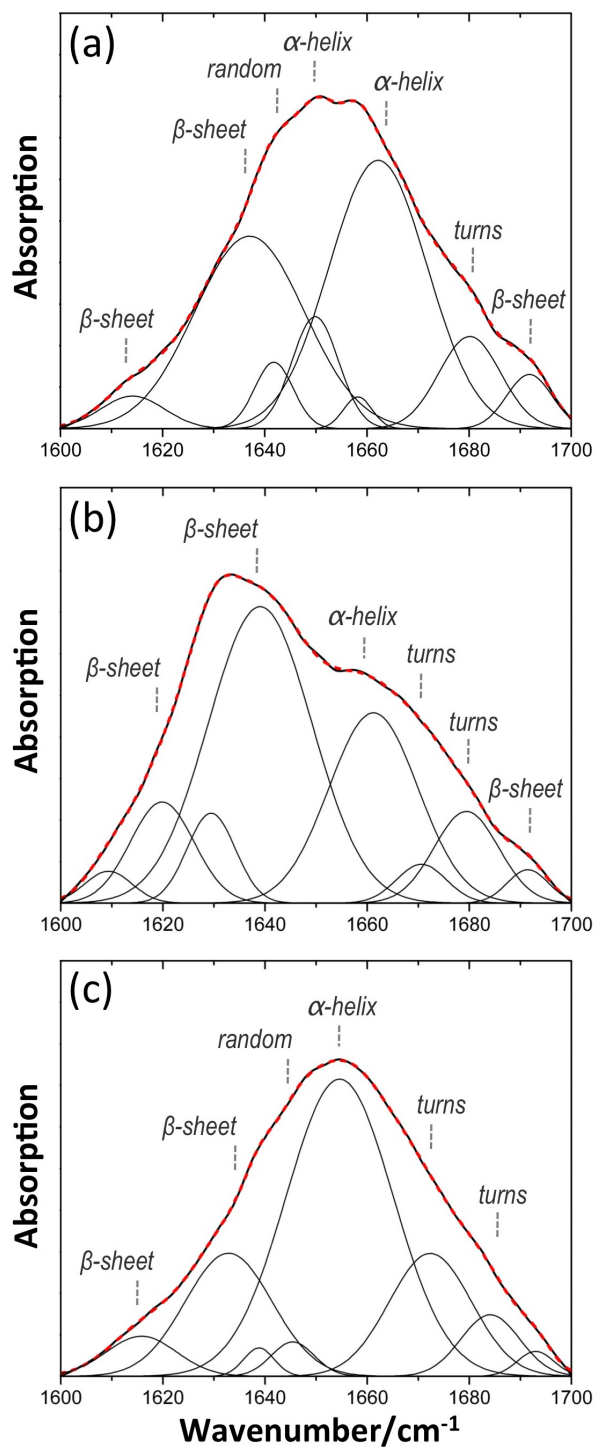 (a)
α-helix
random
α-helix
β-sheet
turns
β-sheet
β-sheet
Absorption
1600 1620 1640 1660 1680 1700
(b)
β-sheet
α-helix
β-sheet
turns
turns
β-sheet
Absorption
1600 1620 1640 1660 1680 1700
(c)
α-helix
random
turns
β-sheet
turns
β-sheet
Absorption
1600 1620 1640 1660 1680 1700
Wavenumber/cm⁻¹